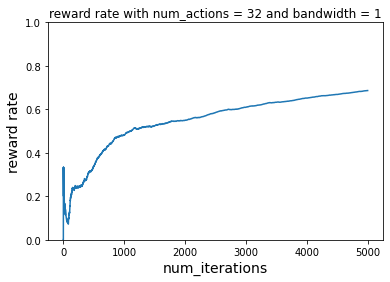 reward rate with num_actions = 32 and bandwidth = 1
1.0
0.8
0.6
0.4
0.2
0.0
reward rate
0 1000 2000 3000 4000 5000
num_iterations